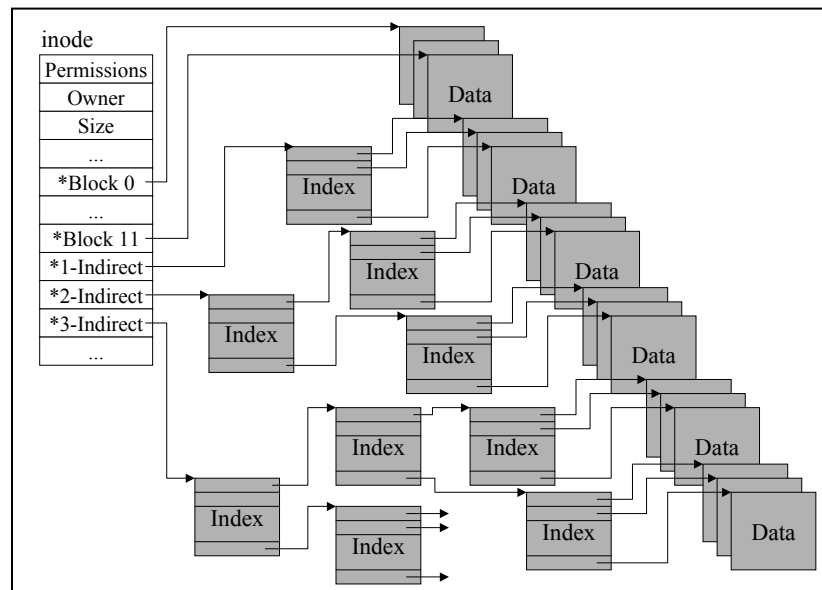 inode
Permissions
Owner
Size
...
*Block 0
...
*Block 11
*1-Indirect
*2-Indirect
*3-Indirect
...
Data
Index
Data
Index
Data
Index
Index
Data
Index
Index
Data
Index
Index
Index
Data